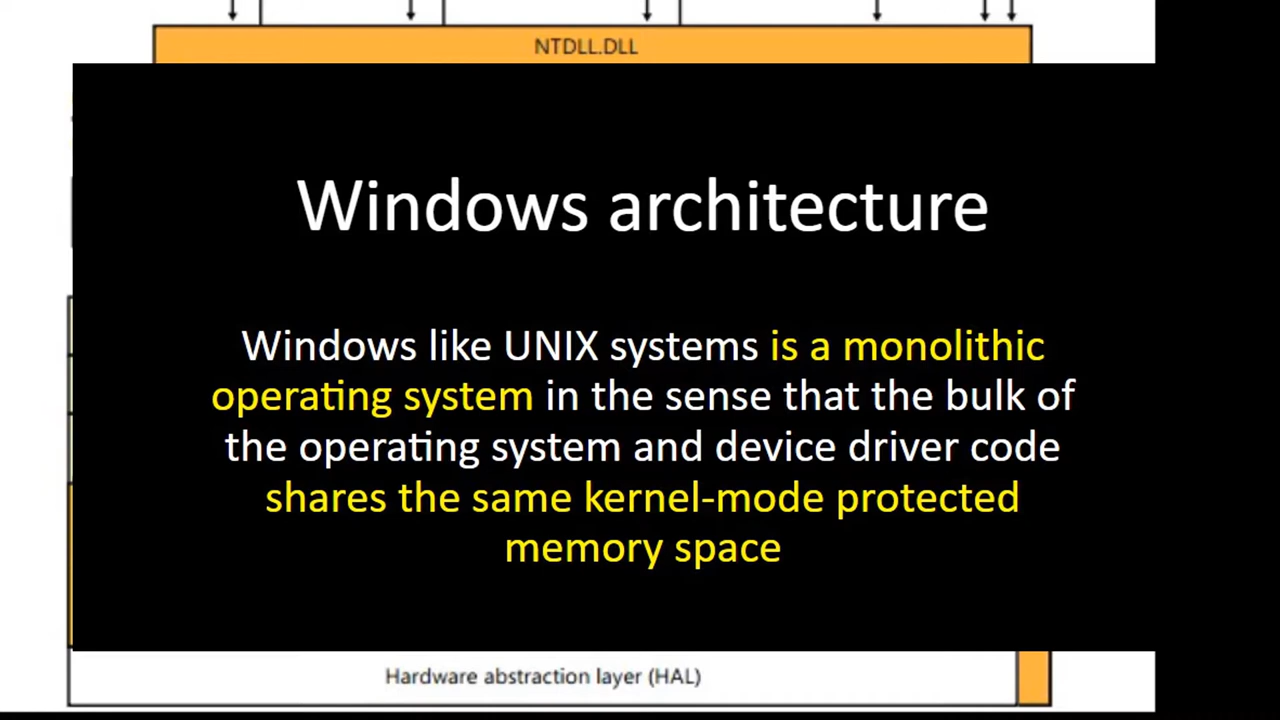 NTDLL.DLL
Windows architecture
Windows like UNIX systems is a monolithic
operating system in the sense that the bulk of
the operating system and device driver code
shares the same kernel-mode protected
memory space
Hardware abstraction layer (HAL)